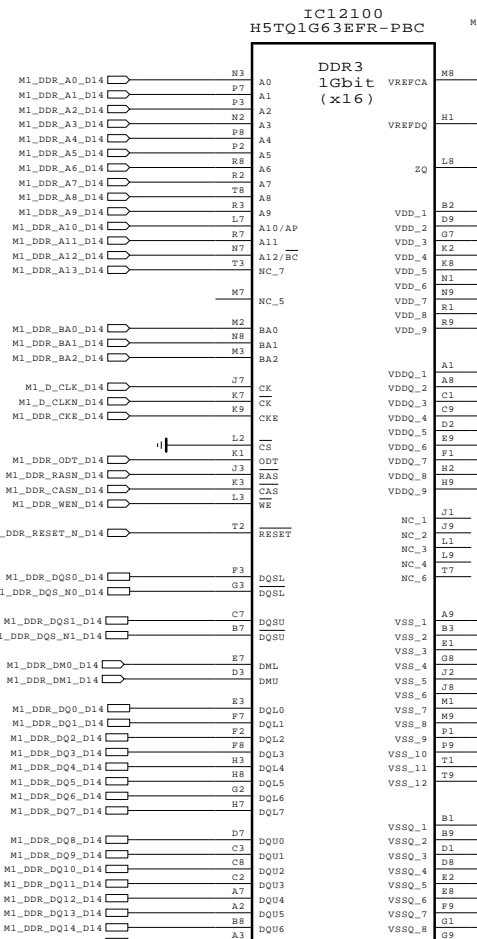 IC12100
H5TQ1G63EFR-PBC
M
DDR3
1Gbit
(x16)
M1_DDR_A0_D14 N3 A0
M1_DDR_A1_D14 P7 A1
M1_DDR_A2_D14 P3 A2
M1_DDR_A3_D14 N2 A3
M1_DDR_A4_D14 P8 A4
M1_DDR_A5_D14 P2 A5
M1_DDR_A6_D14 R8 A6
M1_DDR_A7_D14 R2 A7
M1_DDR_A8_D14 T8 A8
M1_DDR_A9_D14 R3 A9
M1_DDR_A10_D14 L7 A10/AP
M1_DDR_A11_D14 R7 A11
M1_DDR_A12_D14 N7 A12/BC
M1_DDR_A13_D14 T3 NC_7
M7 NC_5
M1_DDR_BA0_D14 M2 BA0
M1_DDR_BA1_D14 N8 BA1
M1_DDR_BA2_D14 M3 BA2
M1_D_CLK_D14 J7 CK
M1_D_CLKN_D14 K7 CK
M1_DDR_CKE_D14 K9 CKE
L2 CS
M1_DDR_ODT_D14 K1 ODT
M1_DDR_RASN_D14 J3 RAS
M1_DDR_CASN_D14 K3 CAS
M1_DDR_WEN_D14 L3 WE
_DDR_RESET_N_D14 T2 RESET
M1_DDR_DQS0_D14 F3 DQSL
1_DDR_DQS_N0_D14 G3 DQSL
M1_DDR_DQS1_D14 C7 DQSU
1_DDR_DQS_N1_D14 B7 DQSU
M1_DDR_DM0_D14 E7 DML
M1_DDR_DM1_D14 D3 DMU
M1_DDR_DQ0_D14 E3 DQL0
M1_DDR_DQ1_D14 F7 DQL1
M1_DDR_DQ2_D14 F2 DQL2
M1_DDR_DQ3_D14 F8 DQL3
M1_DDR_DQ4_D14 H3 DQL4
M1_DDR_DQ5_D14 H8 DQL5
M1_DDR_DQ6_D14 G2 DQL6
M1_DDR_DQ7_D14 H7 DQL7
M1_DDR_DQ8_D14 D7 DQU0
M1_DDR_DQ9_D14 C3 DQU1
M1_DDR_DQ10_D14 C8 DQU2
M1_DDR_DQ11_D14 C2 DQU3
M1_DDR_DQ12_D14 A7 DQU4
M1_DDR_DQ13_D14 A2 DQU5
M1_DDR_DQ14_D14 B8 DQU6
A3
VREFCA M8
VREFDQ H1
ZQ L8
VDD_1 B2
VDD_2 D9
VDD_3 G7
VDD_4 K2
VDD_5 K8
VDD_6 N1
VDD_7 N9
VDD_8 R1
VDD_9 R9
VDDQ_1 A1
VDDQ_2 A8
VDDQ_3 C1
VDDQ_4 C9
VDDQ_5 D2
VDDQ_6 E9
VDDQ_7 F1
VDDQ_8 H2
VDDQ_9 H9
NC_1 J1
NC_2 J9
NC_3 L1
NC_4 L9
NC_6 T7
VSS_1 A9
VSS_2 B3
VSS_3 E1
VSS_4 G8
VSS_5 J2
VSS_6 J8
VSS_7 M1
VSS_8 M9
VSS_9 P1
VSS_10 P9
VSS_11 T1
VSS_12 T9
VSSQ_1 B1
VSSQ_2 B9
VSSQ_3 D1
VSSQ_4 D8
VSSQ_5 E2
VSSQ_6 E8
VSSQ_7 F9
VSSQ_8 G1
G9